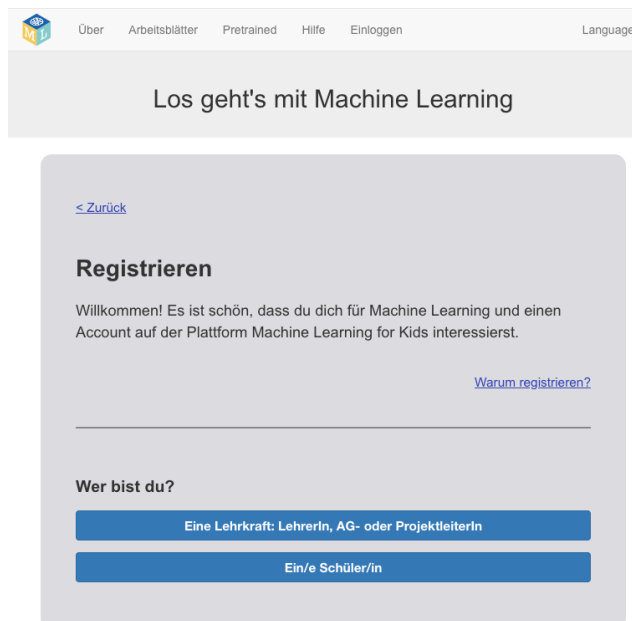 ML
Über Arbeitsblätter Pretrained Hilfe Einloggen Language
Los geht's mit Machine Learning
< Zurück
Registrieren
Willkommen! Es ist schön, dass du dich für Machine Learning und einen
Account auf der Plattform Machine Learning for Kids interessierst.
Warum registrieren?
Wer bist du?
Eine Lehrkraft: LehrerIn, AG- oder ProjektleiterIn
Ein/e Schüler/in